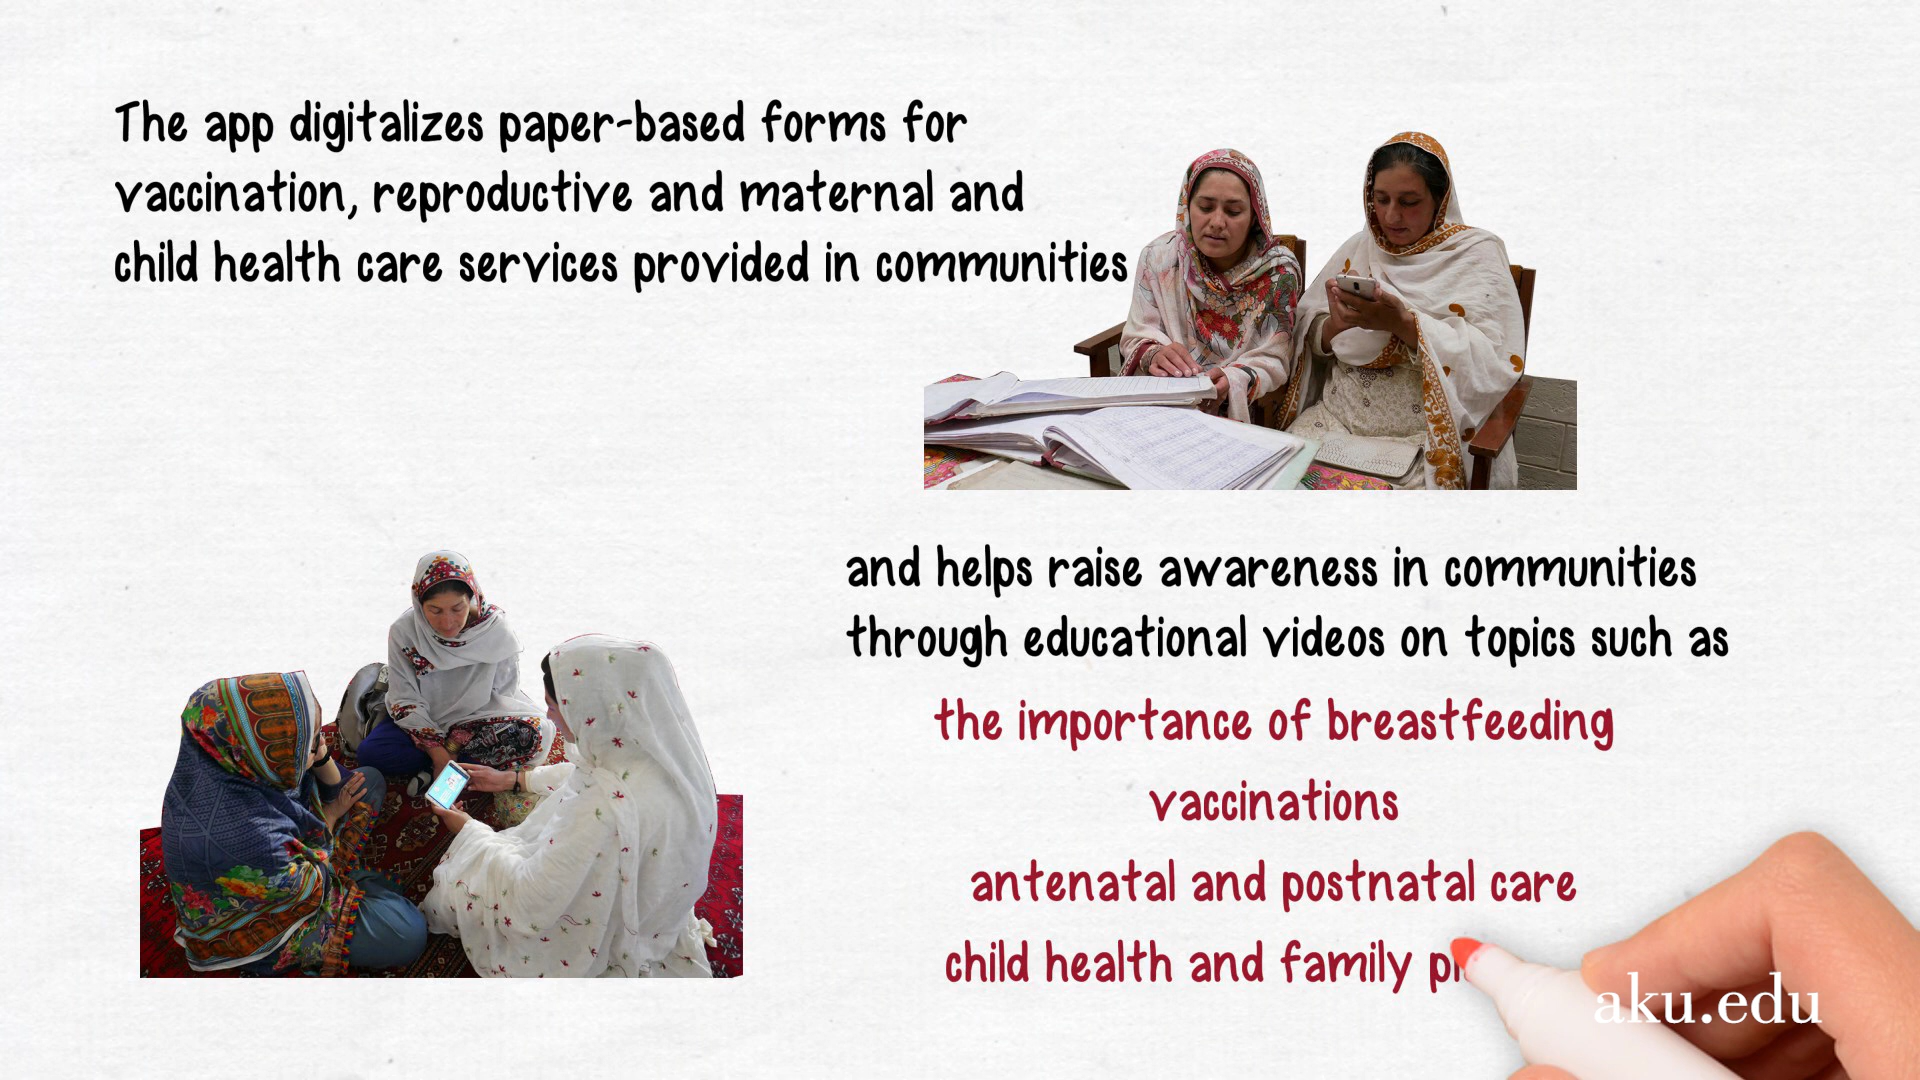 The app digitalizes paper-based forms for
vaccination, reproductive and maternal and
child health care services provided in communities
and helps raise awareness in communities
through educational videos on topics such as
the importance of breastfeeding
vaccinations
antenatal and postnatal care
child health and family
aku.edu